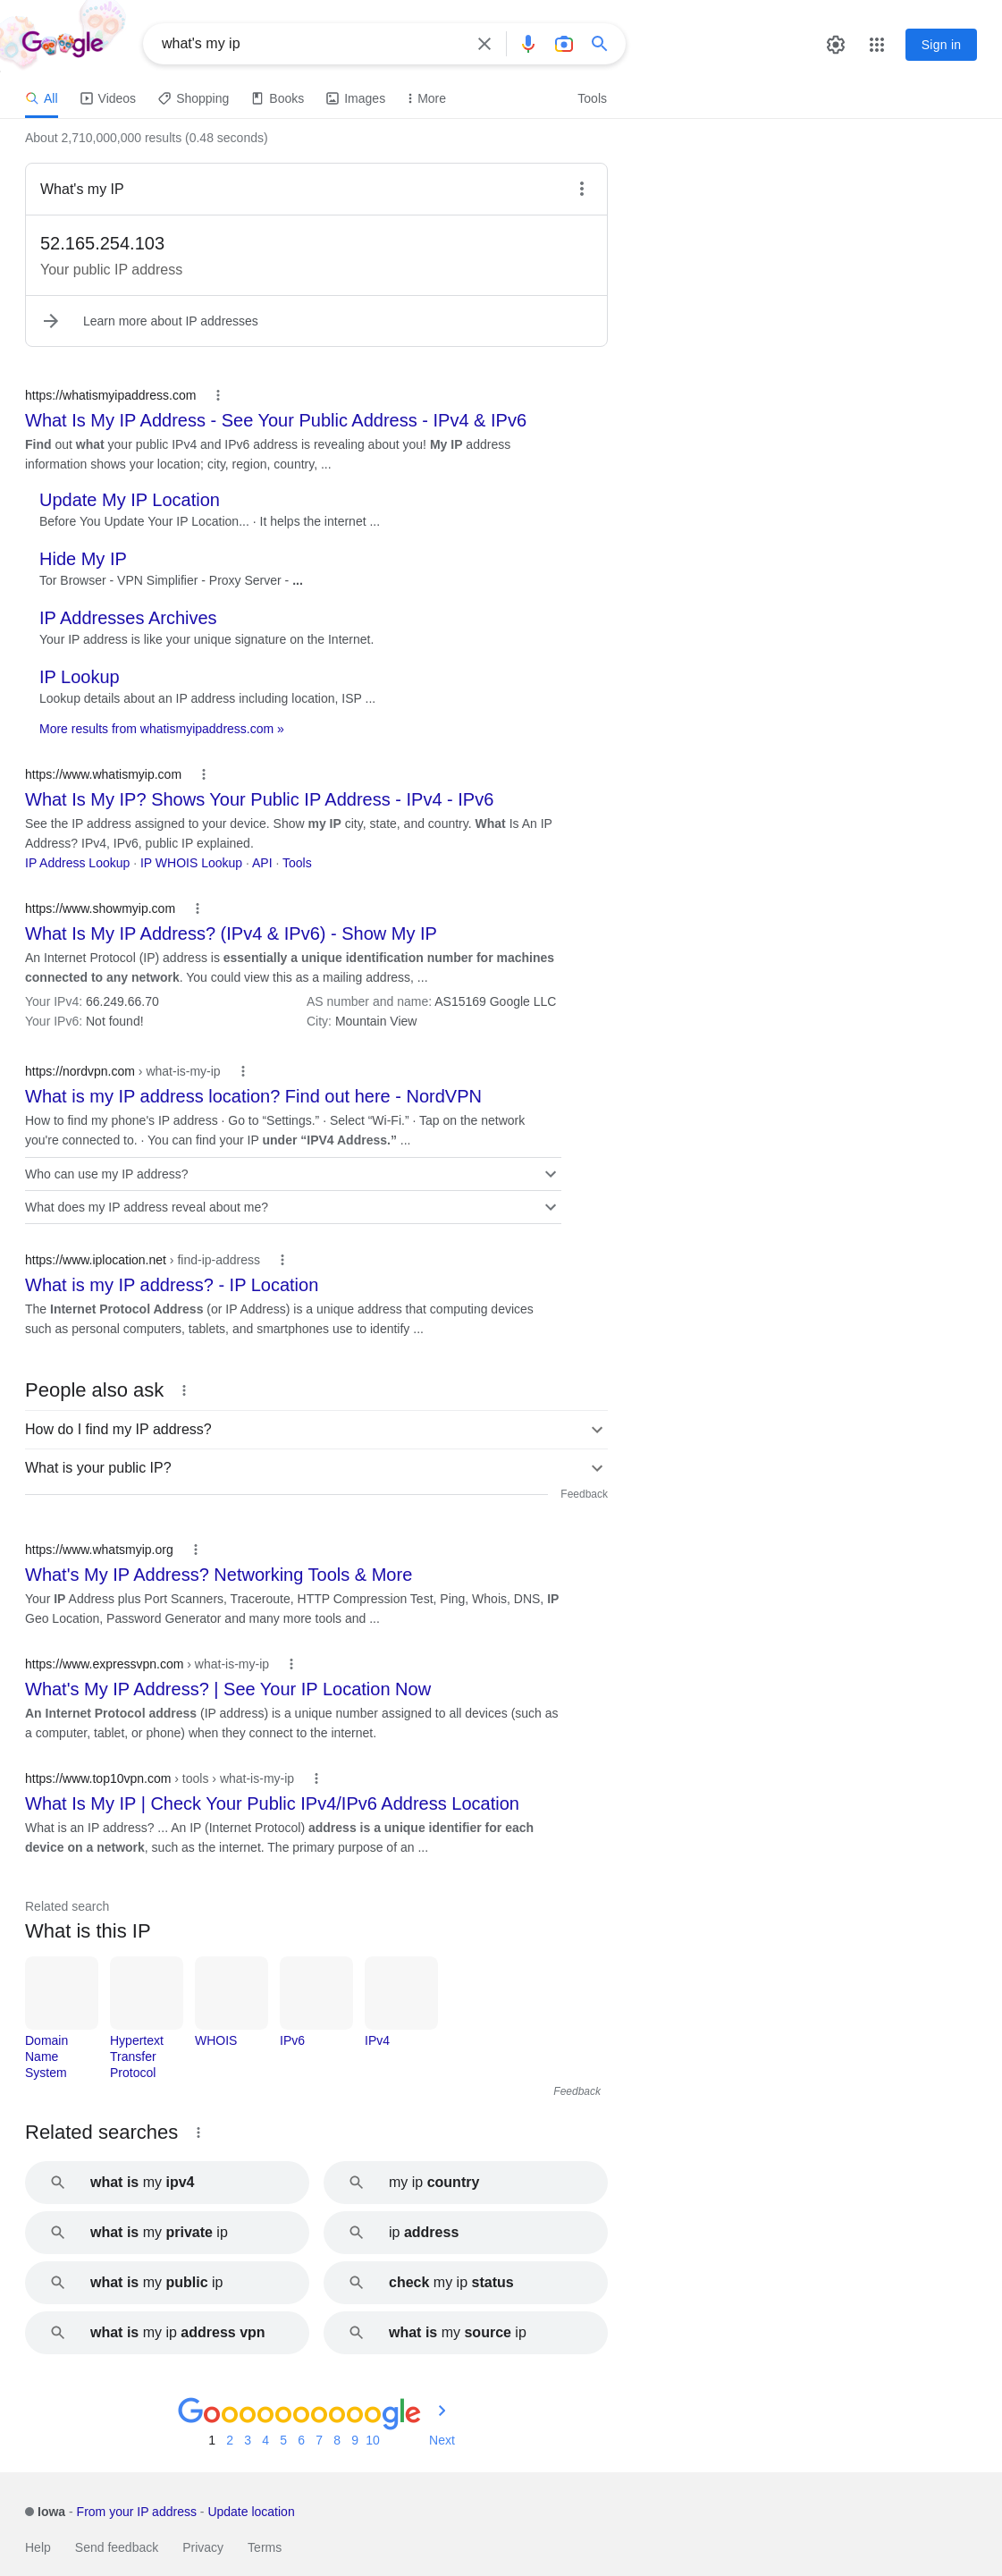 Google
what's my ip
Sign in
All
Videos
Shopping
Books
Images
More
Tools
About 2,710,000,000 results (0.48 seconds)
What's my IP
52.165.254.103
Your public IP address
Learn more about IP addresses
https://whatismyipaddress.com
What Is My IP Address - See Your Public Address - IPv4 & IPv6
Find out what your public IPv4 and IPv6 address is revealing about you! My IP address
information shows your location; city, region, country, ...
Update My IP Location
Before You Update Your IP Location... · It helps the internet ...
Hide My IP
Tor Browser - VPN Simplifier - Proxy Server - ...
IP Addresses Archives
Your IP address is like your unique signature on the Internet.
IP Lookup
Lookup details about an IP address including location, ISP ...
More results from whatismyipaddress.com »
https://www.whatismyip.com
What Is My IP? Shows Your Public IP Address - IPv4 - IPv6
See the IP address assigned to your device. Show my IP city, state, and country. What Is An IP
Address? IPv4, IPv6, public IP explained.
IP Address Lookup · IP WHOIS Lookup · API · Tools
https://www.showmyip.com
What Is My IP Address? (IPv4 & IPv6) - Show My IP
An Internet Protocol (IP) address is essentially a unique identification number for machines
connected to any network. You could view this as a mailing address, ...
Your IPv4: 66.249.66.70
AS number and name: AS15169 Google LLC
Your IPv6: Not found!
City: Mountain View
https://nordvpn.com › what-is-my-ip
What is my IP address location? Find out here - NordVPN
How to find my phone's IP address · Go to “Settings.” · Select “Wi-Fi.” · Tap on the network
you're connected to. · You can find your IP under “IPV4 Address.” ...
Who can use my IP address?
What does my IP address reveal about me?
https://www.iplocation.net › find-ip-address
What is my IP address? - IP Location
The Internet Protocol Address (or IP Address) is a unique address that computing devices
such as personal computers, tablets, and smartphones use to identify ...
People also ask
How do I find my IP address?
What is your public IP?
Feedback
https://www.whatsmyip.org
What's My IP Address? Networking Tools & More
Your IP Address plus Port Scanners, Traceroute, HTTP Compression Test, Ping, Whois, DNS, IP
Geo Location, Password Generator and many more tools and ...
https://www.expressvpn.com › what-is-my-ip
What's My IP Address? | See Your IP Location Now
An Internet Protocol address (IP address) is a unique number assigned to all devices (such as
a computer, tablet, or phone) when they connect to the internet.
https://www.top10vpn.com › tools › what-is-my-ip
What Is My IP | Check Your Public IPv4/IPv6 Address Location
What is an IP address? ... An IP (Internet Protocol) address is a unique identifier for each
device on a network, such as the internet. The primary purpose of an ...
Related search
What is this IP
Domain
Name
System
Hypertext
Transfer
Protocol
WHOIS
IPv6
IPv4
Feedback
Related searches
what is my ipv4
my ip country
what is my private ip
ip address
what is my public ip
check my ip status
what is my ip address vpn
what is my source ip
Goooooooooogle
1 2 3 4 5 6 7 8 9 10 Next
Iowa - From your IP address - Update location
Help Send feedback Privacy Terms